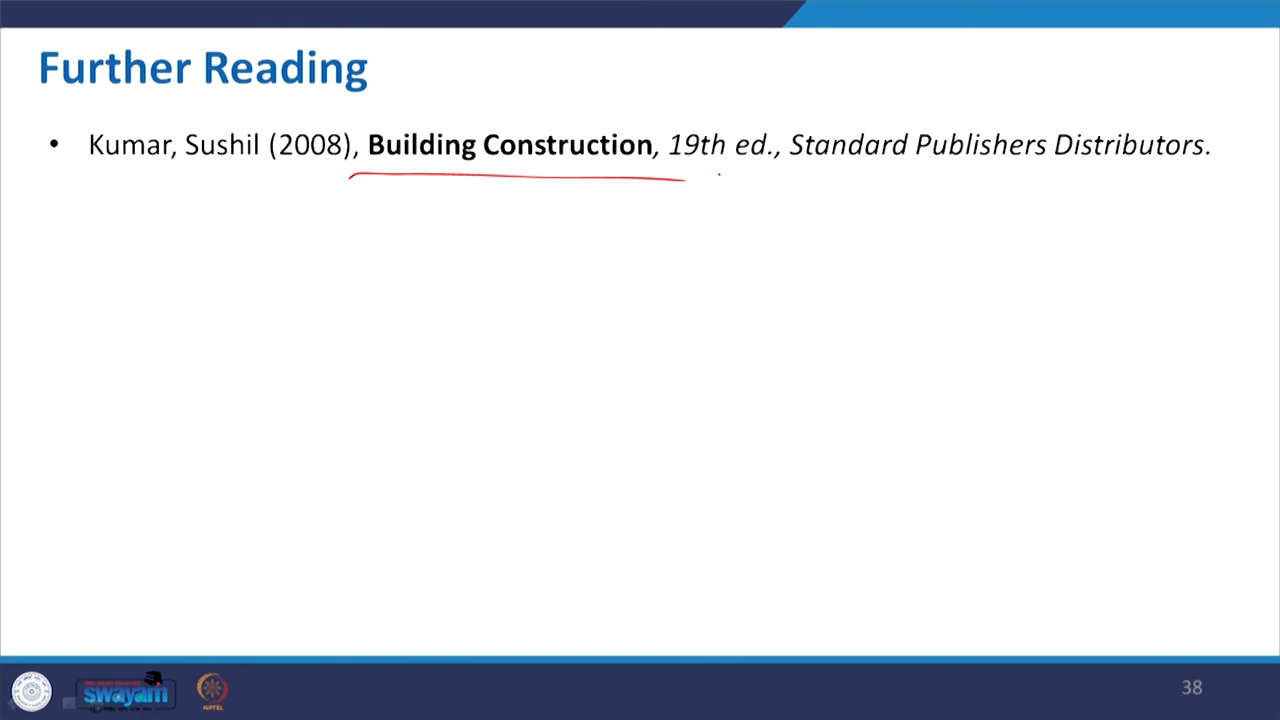 Further Reading
• Kumar, Sushil (2008), Building Construction, 19th ed., Standard Publishers Distributors.
swayam
NPTEL
38